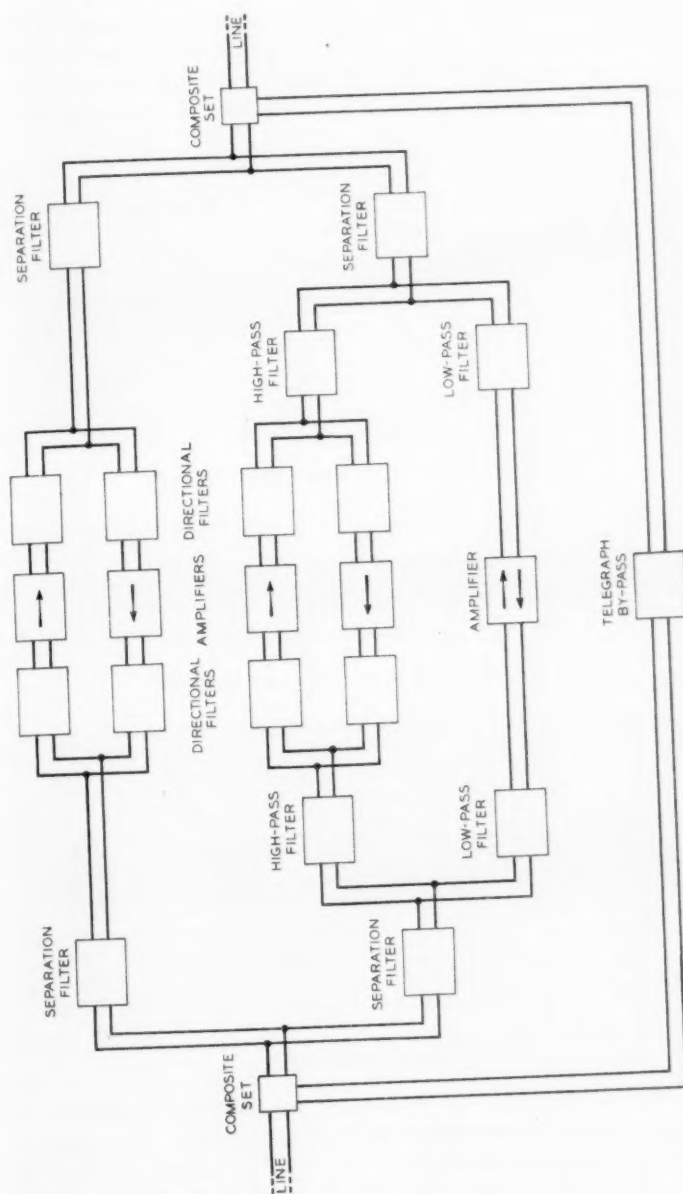 LINE
COMPOSITE
SET
SEPARATION
FILTER
SEPARATION
FILTER
HIGH-PASS
FILTER
LOW-PASS
FILTER
DIRECTIONAL
FILTERS
AMPLIFIERS
DIRECTIONAL
FILTERS
AMPLIFIER
HIGH-PASS
FILTER
LOW-PASS
FILTER
SEPARATION
FILTER
SEPARATION
FILTER
COMPOSITE
SET
LINE
TELEGRAPH
BY-PASS